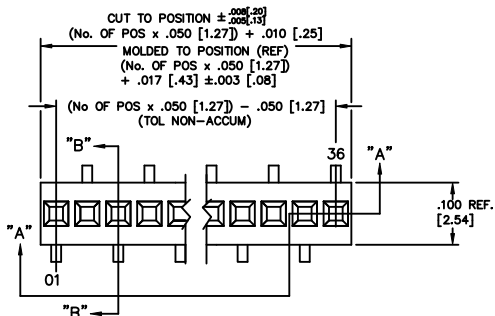 CUT TO POSITION ± .008[.20] .005[.13]
(No. OF POS x .050 [1.27]) + .010 [.25]
MOLDED TO POSITION (REF)
(No. OF POS x .050 [1.27])
+ .017 [.43] ±.003 [.08]
(No OF POS x .050 [1.27]) − .050 [1.27]
(TOL NON-ACCUM)
"B"
36
"A"
.100 REF.
[2.54]
"A"
01
"B"